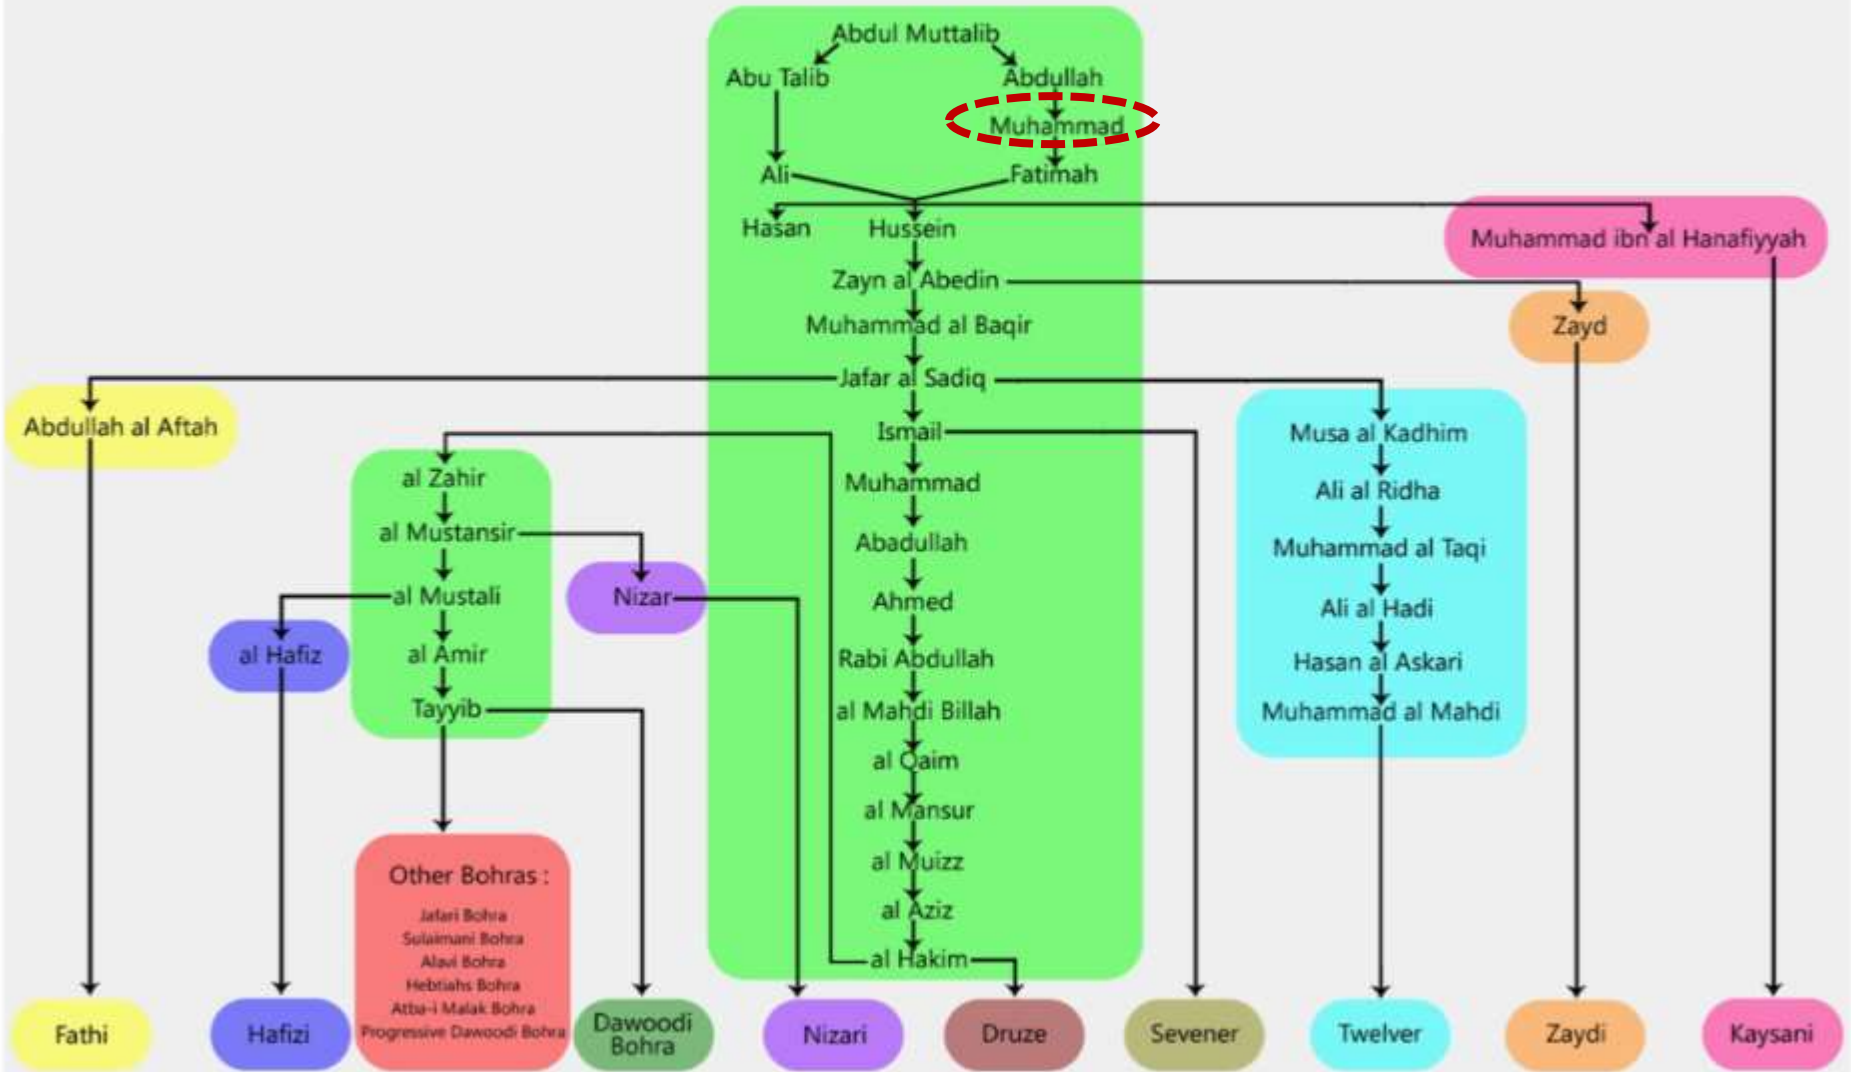 Abdul Muttalib
Abu Talib
Abdullah
Muhammad
Ali
Fatimah
Hasan
Hussein
Muhammad ibn al Hanafiyyah
Zayn al Abedin
Zayd
Muhammad al Baqir
Jafar al Sadiq
Abdullah al Aftah
Ismail
Musa al Kadhim
al Zahir
Muhammad
Ali al Ridha
al Mustansir
Abadullah
Muhammad al Taqi
al Mustali
Nizar
Ahmed
Ali al Hadi
al Hafiz
al Amir
Rabi Abdullah
Hasan al Askari
Tayyib
al Mahdi Billah
Muhammad al Mahdi
al Qaim
al Mansur
al Muizz
al Aziz
al Hakim
Other Bohras :
Jafari Bohra
Sulaimani Bohra
Alavi Bohra
Hebtiahs Bohra
Atba-i Malak Bohra
Progressive Dawoodi Bohra
Fathi
Hafizi
Dawoodi
Bohra
Nizari
Druze
Sevener
Twelver
Zaydi
Kaysani